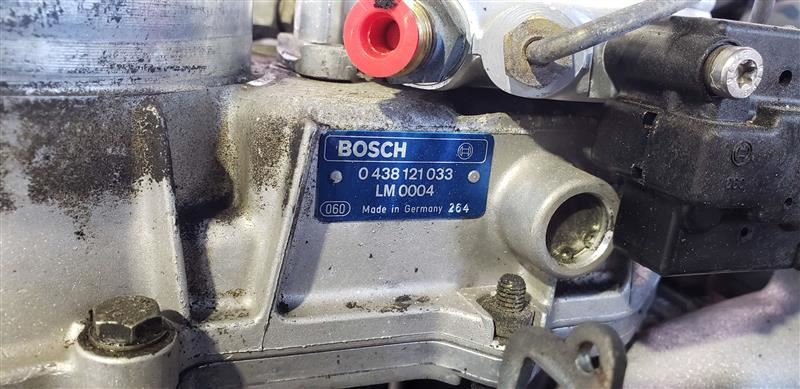 BOSCH
0 438 121 033
LM 0004
060 Made in Germany 264